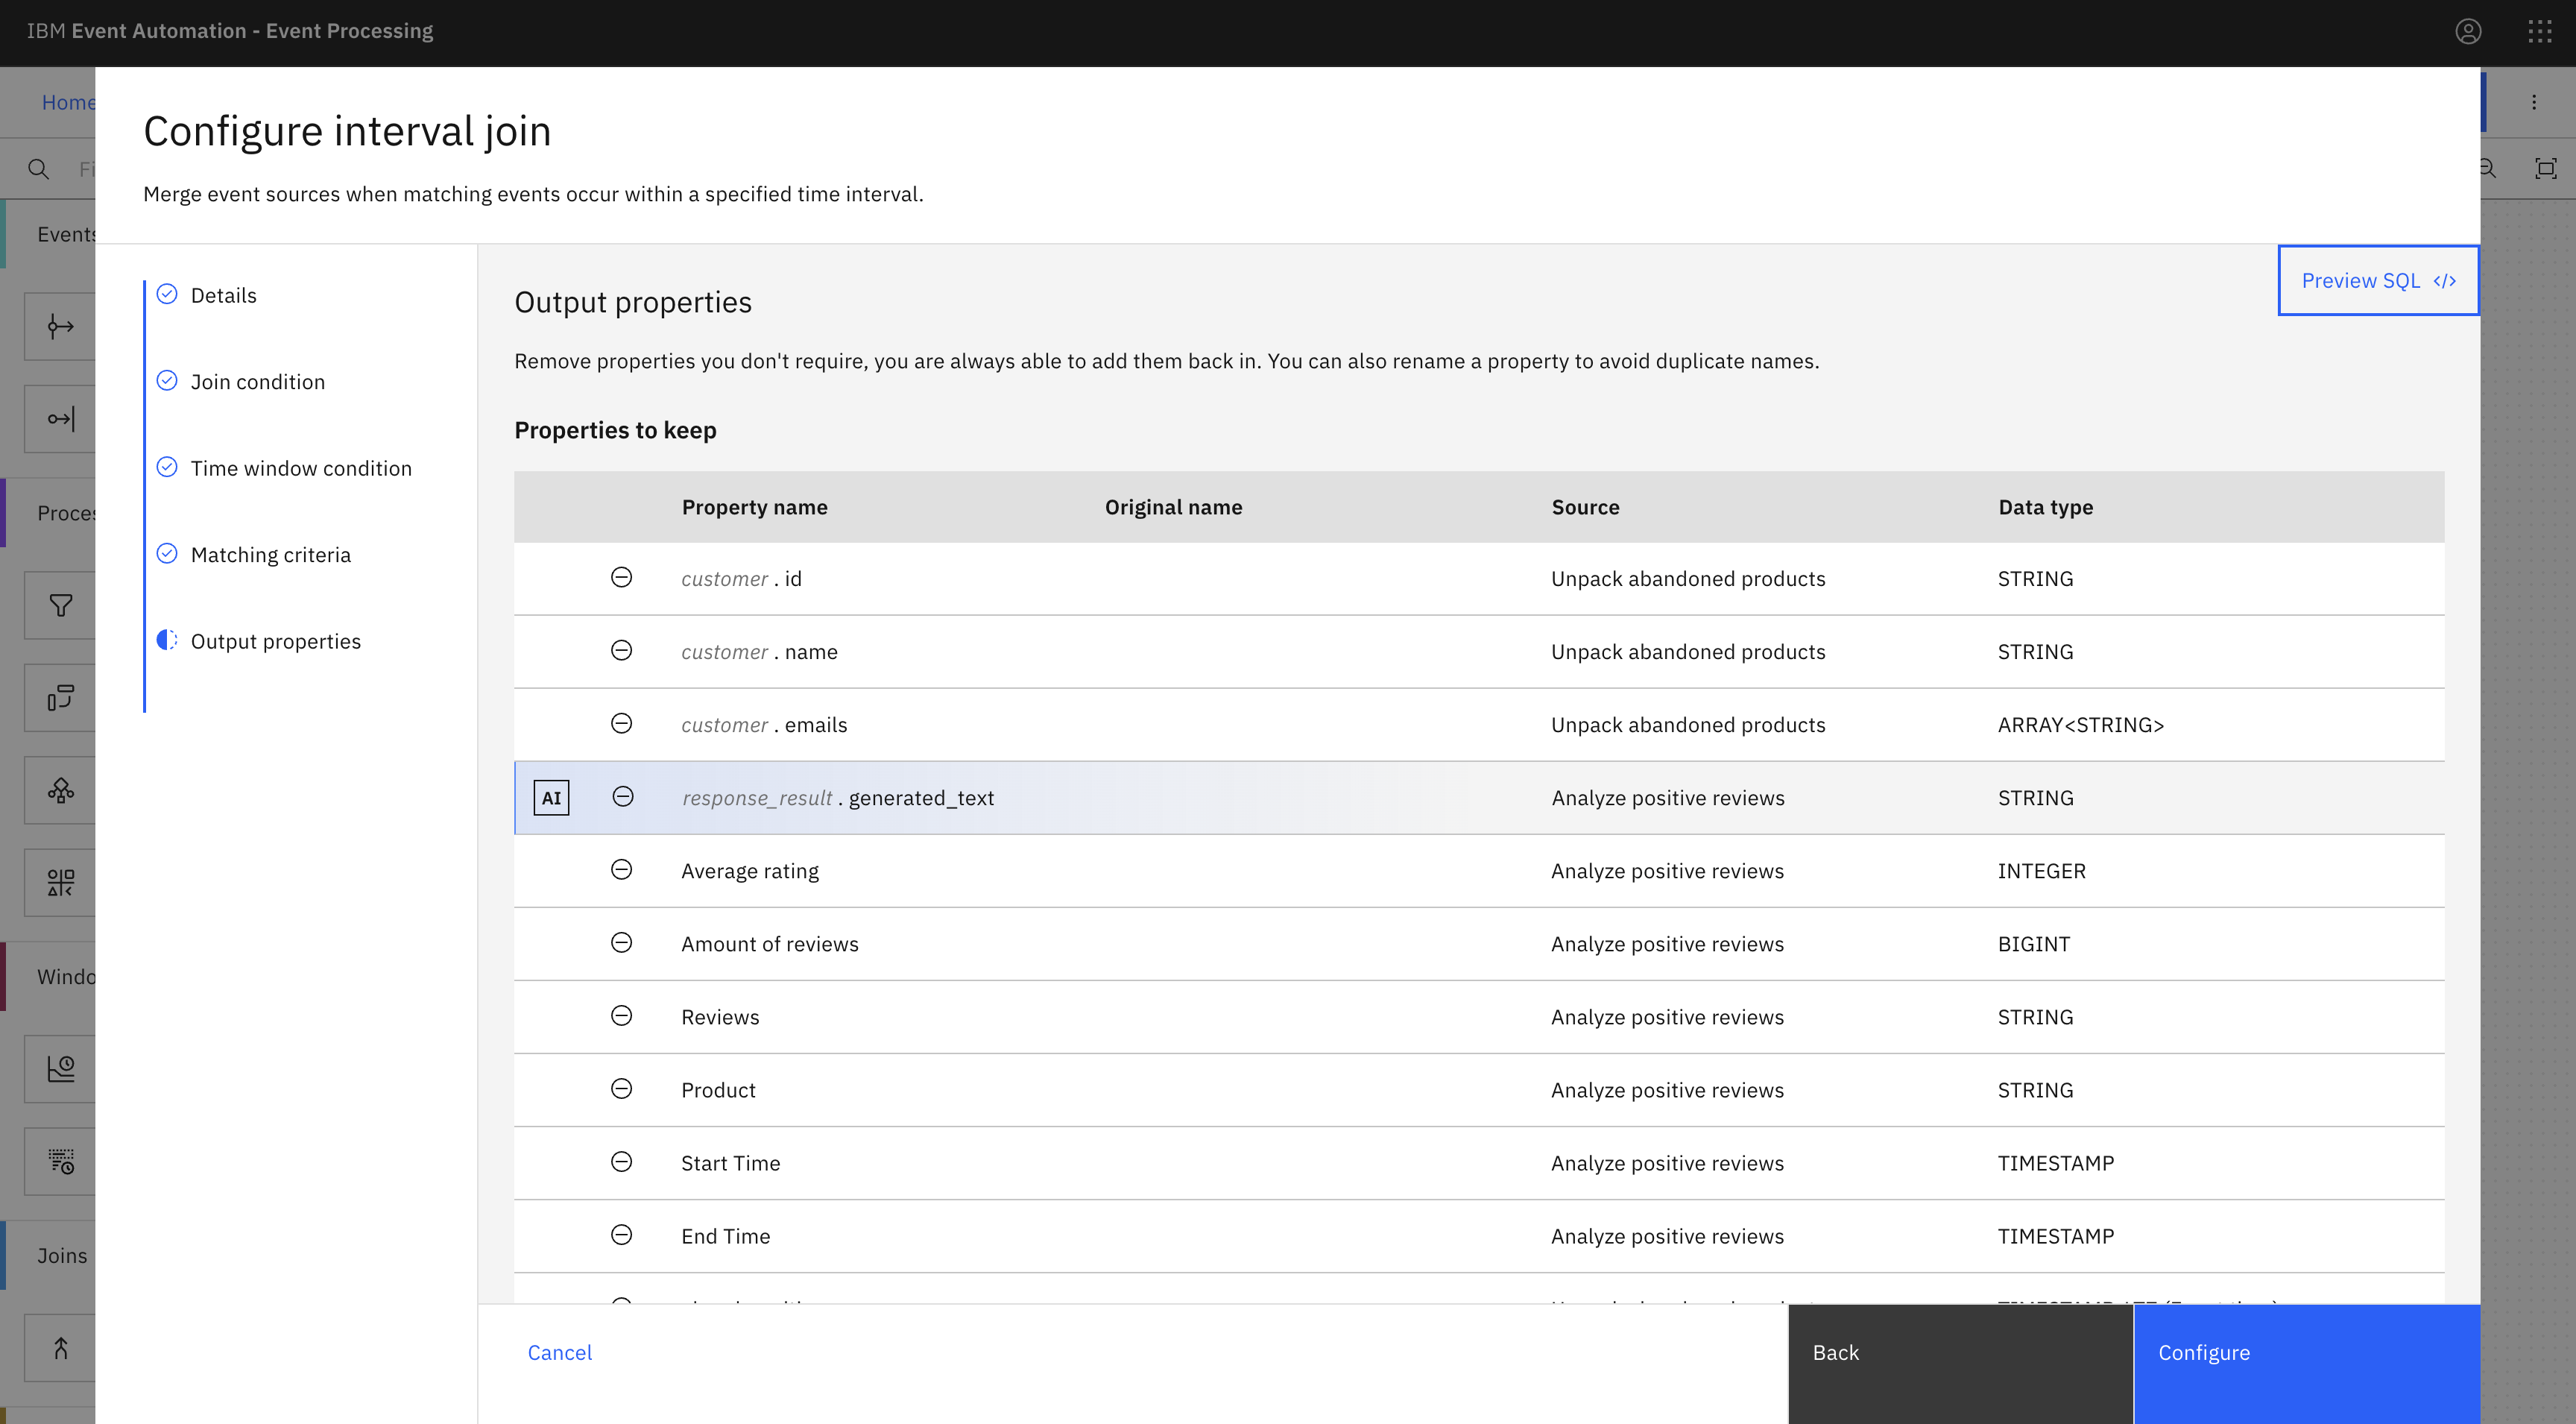 IBM Event Automation - Event Processing
Home
Configure interval join
Merge event sources when matching events occur within a specified time interval.
Fi
Events
Proces
Windo
Joins
Details
Join condition
Time window condition
Matching criteria
Output properties
Preview SQL </>
Output properties
Remove properties you don't require, you are always able to add them back in. You can also rename a property to avoid duplicate names.
Properties to keep
Property name Original name Source Data type
customer . id Unpack abandoned products STRING
customer . name Unpack abandoned products STRING
customer . emails Unpack abandoned products ARRAY<STRING>
AI response_result . generated_text Analyze positive reviews STRING
Average rating Analyze positive reviews INTEGER
Amount of reviews Analyze positive reviews BIGINT
Reviews Analyze positive reviews STRING
Product Analyze positive reviews STRING
Start Time Analyze positive reviews TIMESTAMP
End Time Analyze positive reviews TIMESTAMP
Cancel
Back
Configure